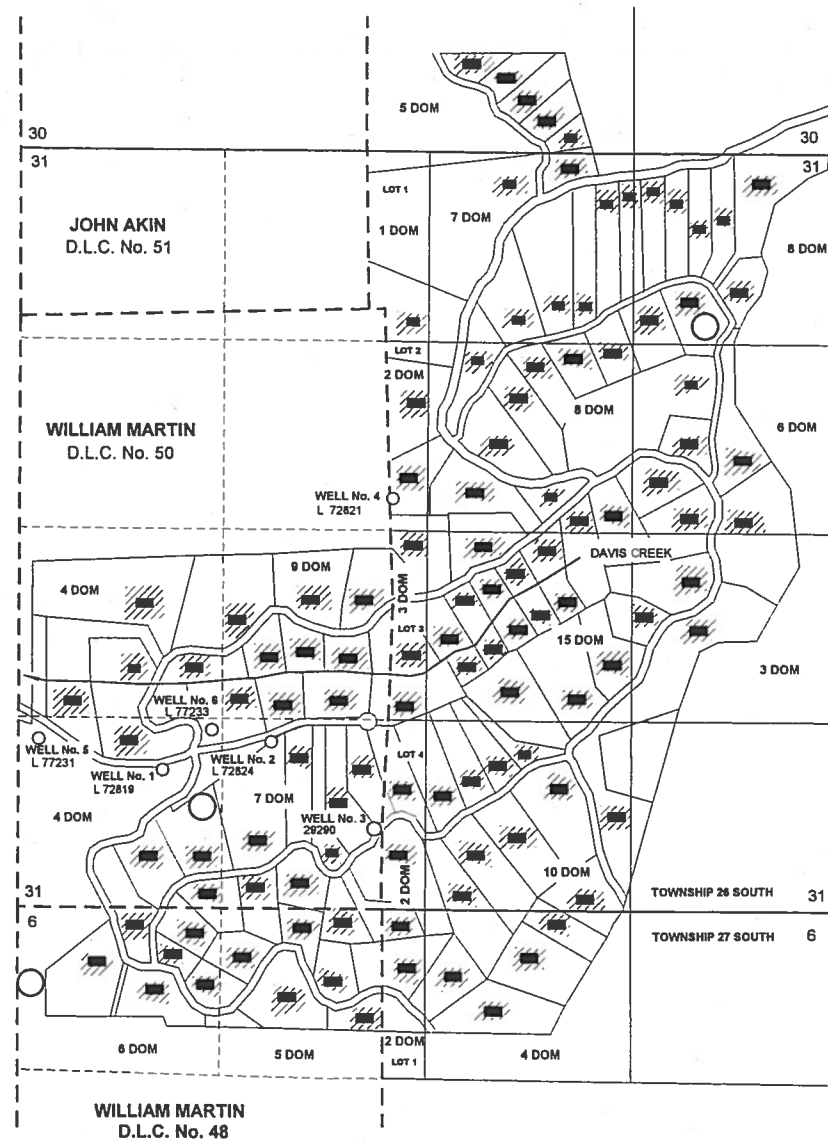 5 DOM
30
30
31
31
LOT 1
JOHN AKIN
D.L.C. No. 51
1 DOM
7 DOM
8 DOM
LOT 2
2 DOM
8 DOM
WILLIAM MARTIN
D.L.C. No. 50
6 DOM
WELL No. 4
L 72821
DAVIS CREEK
9 DOM
4 DOM
3 DOM
LOT 3
15 DOM
3 DOM
WELL No. 6
L 77233
WELL No. 5
L 77231
WELL No. 1
L 72819
WELL No. 2
L 72824
LOT 4
7 DOM
4 DOM
WELL No. 3
29290
2 DOM
10 DOM
31
TOWNSHIP 26 SOUTH
31
6
TOWNSHIP 27 SOUTH
6
6 DOM
5 DOM
2 DOM
LOT 1
4 DOM
WILLIAM MARTIN
D.L.C. No. 48